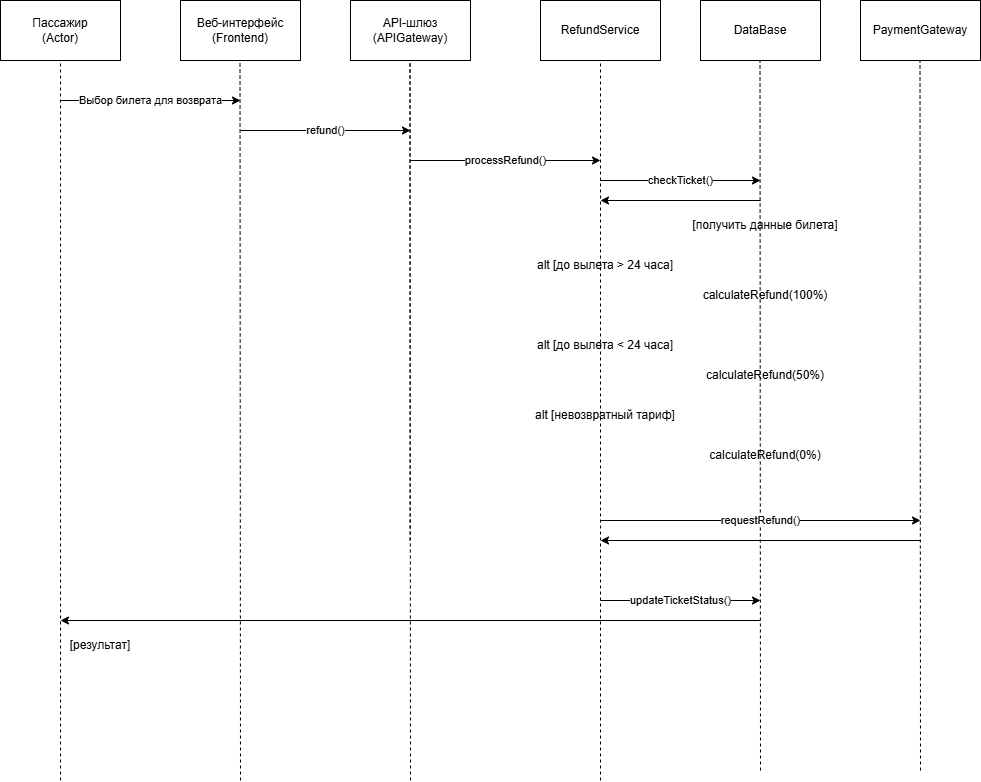 Пассажир
(Actor)
Веб-интерфейс
(Frontend)
API-шлюз
(APIGateway)
RefundService
DataBase
PaymentGateway
Выбор билета для возврата
refund()
processRefund()
checkTicket()
[получить данные билета]
alt [до вылета > 24 часа]
calculateRefund(100%)
alt [до вылета < 24 часа]
calculateRefund(50%)
alt [невозвратный тариф]
calculateRefund(0%)
requestRefund()
updateTicketStatus()
[результат]